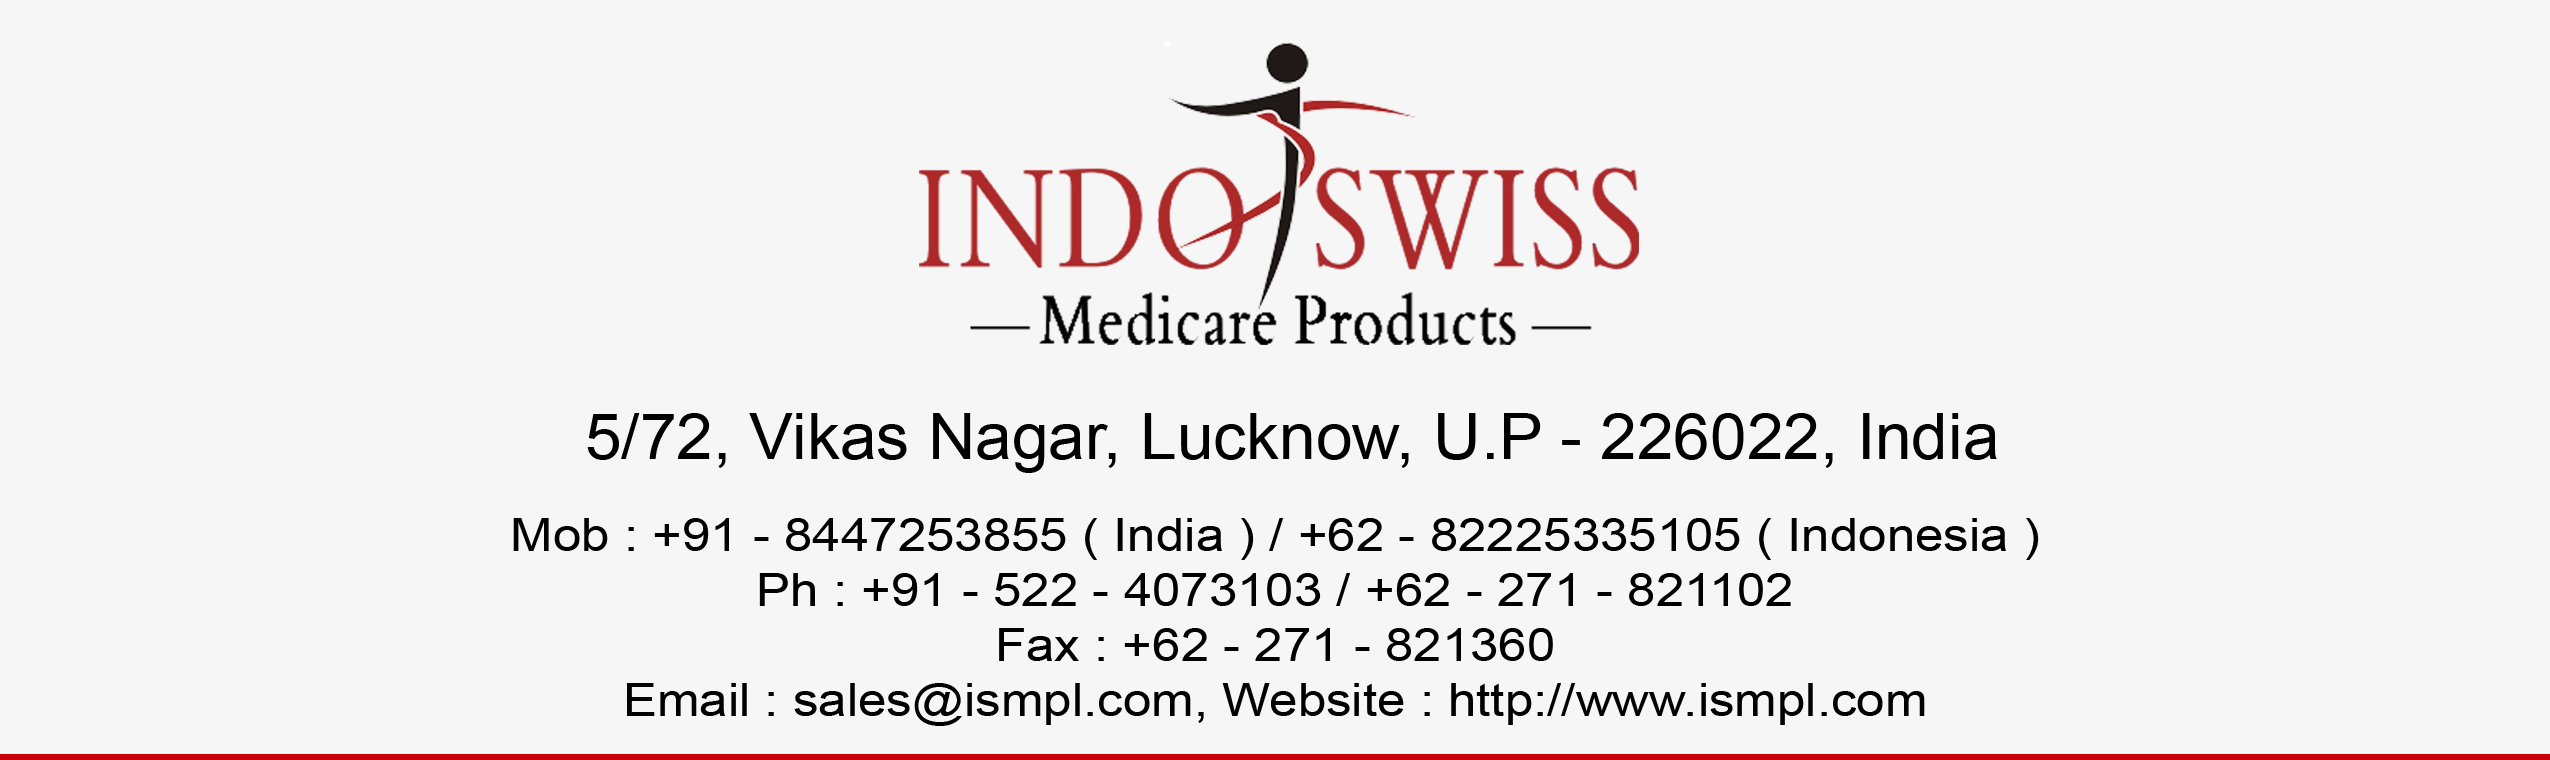 INDO SWISS
Medicare Products
5/72, Vikas Nagar, Lucknow, U.P - 226022, India
Mob : +91 - 8447253855 ( India ) / +62 - 82225335105 ( Indonesia )
Ph : +91 - 522 - 4073103 / +62 - 271 - 821102
Fax : +62 - 271 - 821360
Email : sales@ismpl.com, Website : http://www.ismpl.com